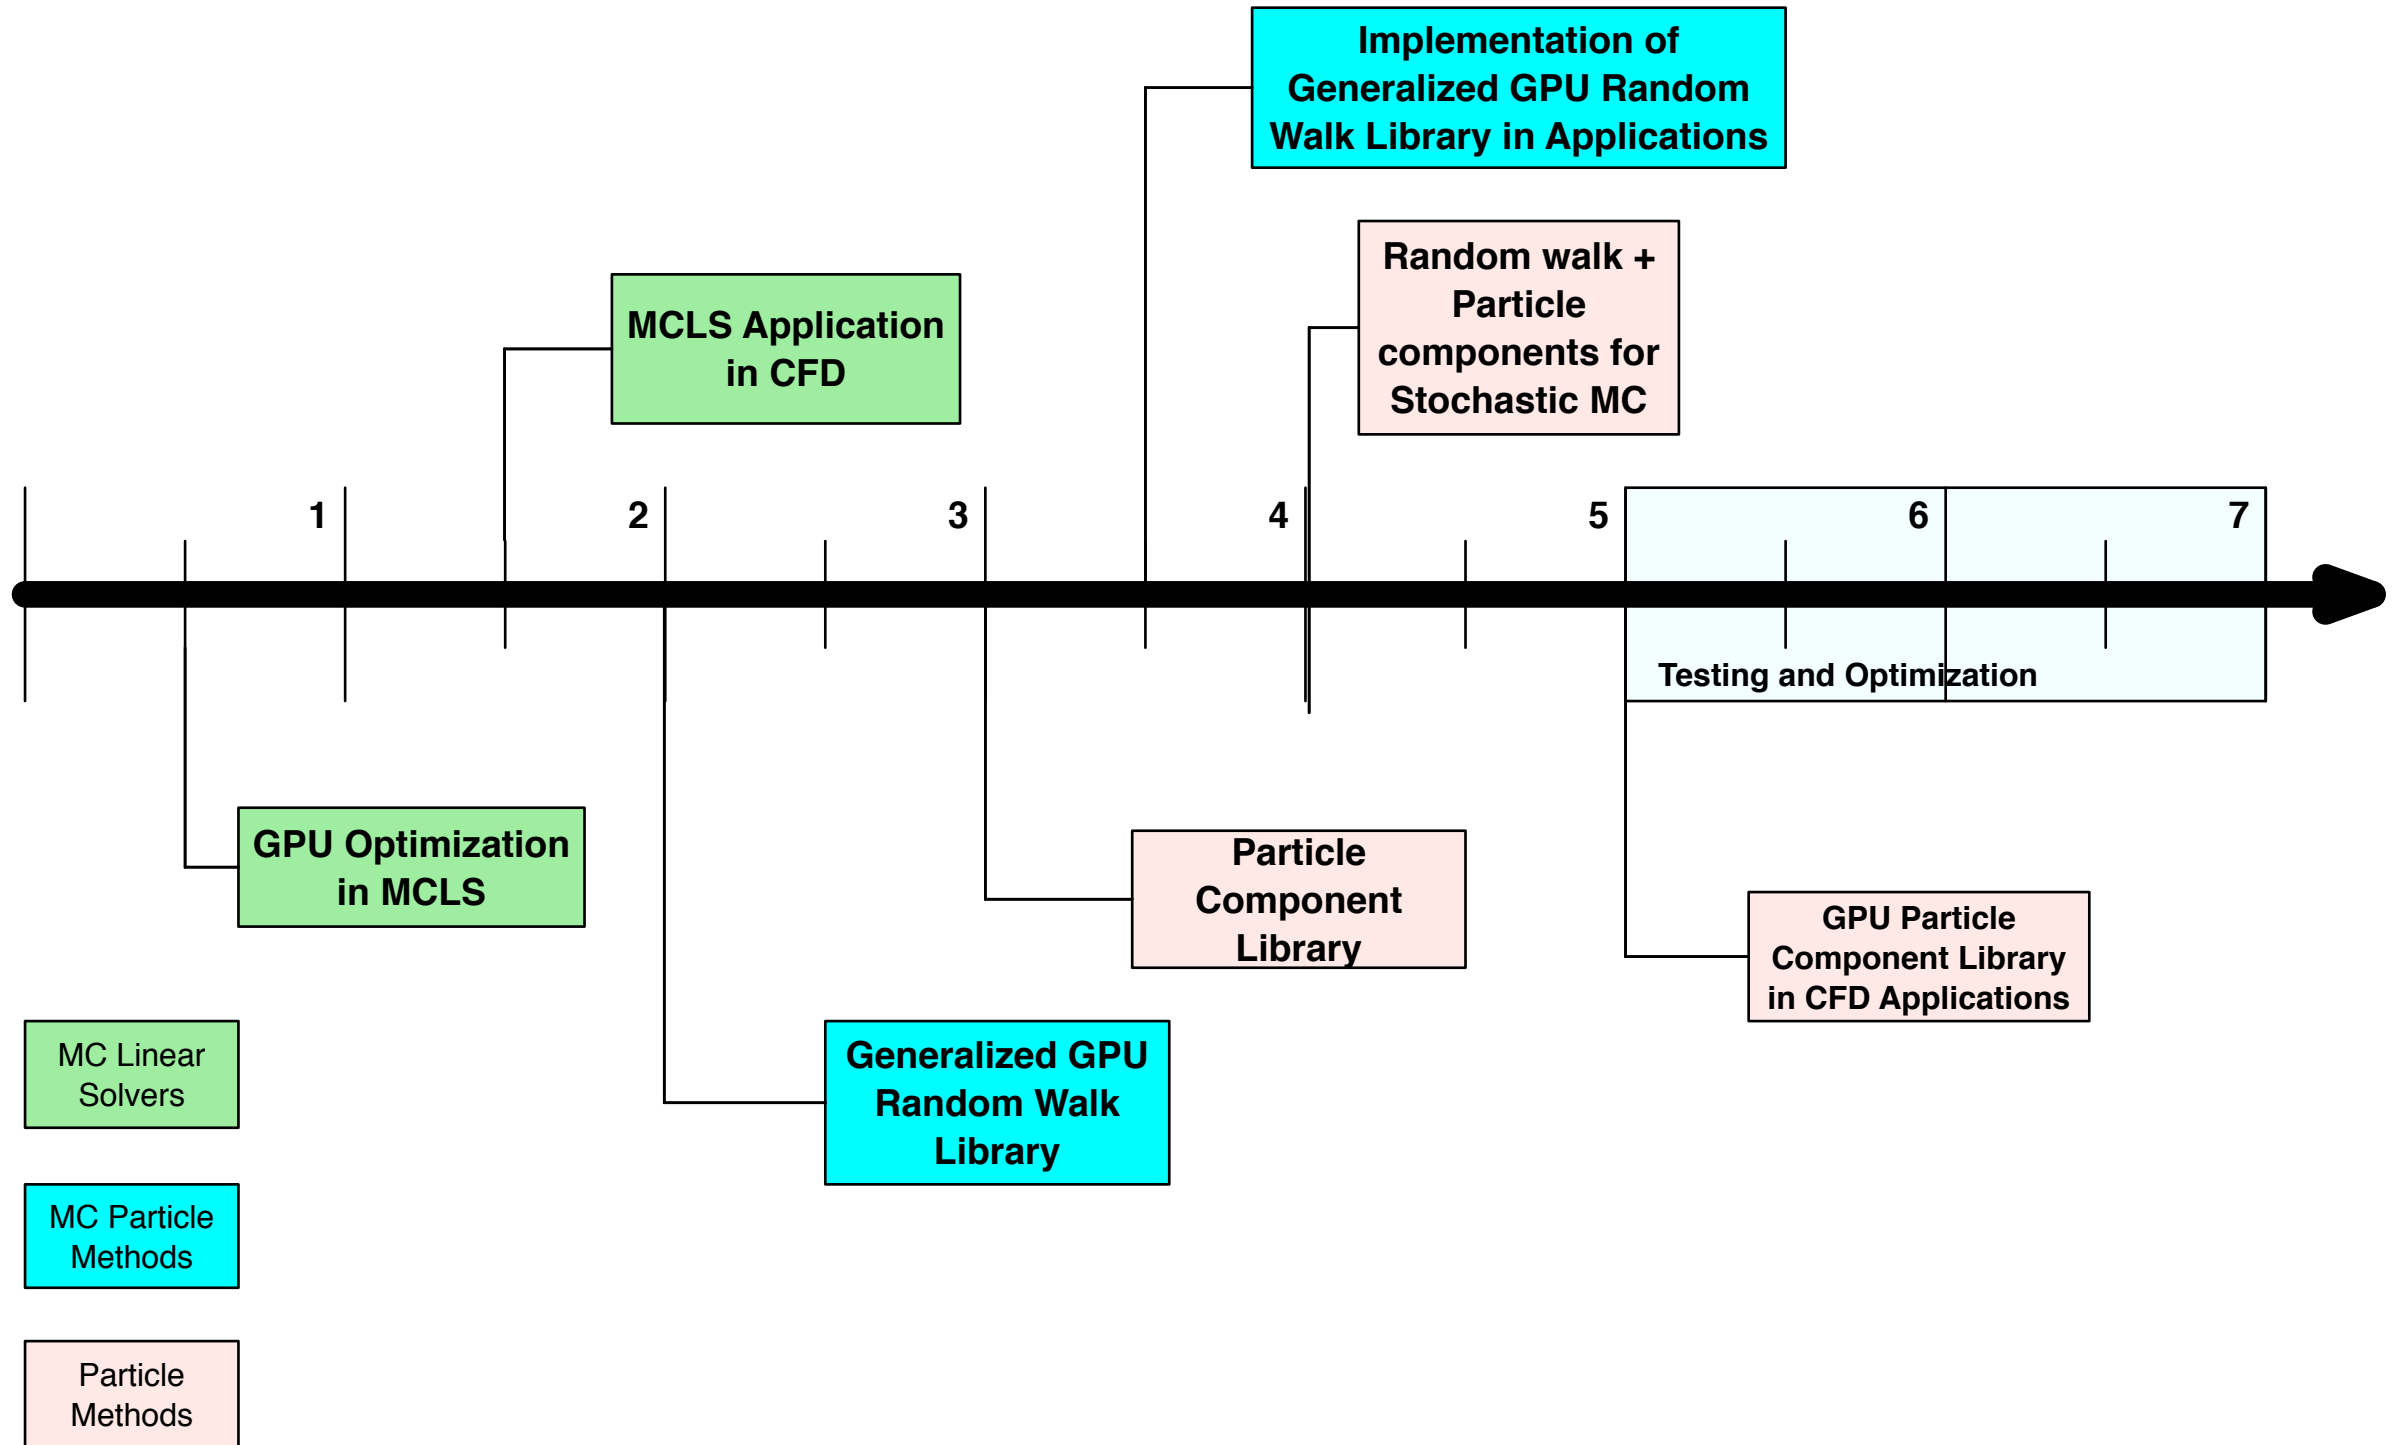 Implementation of
Generalized GPU Random
Walk Library in Applications
Random walk +
Particle
components for
Stochastic MC
MCLS Application
in CFD
1
2
3
4
5
6
7
Testing and Optimization
GPU Optimization
in MCLS
Particle
Component
Library
GPU Particle
Component Library
in CFD Applications
Generalized GPU
Random Walk
Library
MC Linear
Solvers
MC Particle
Methods
Particle
Methods